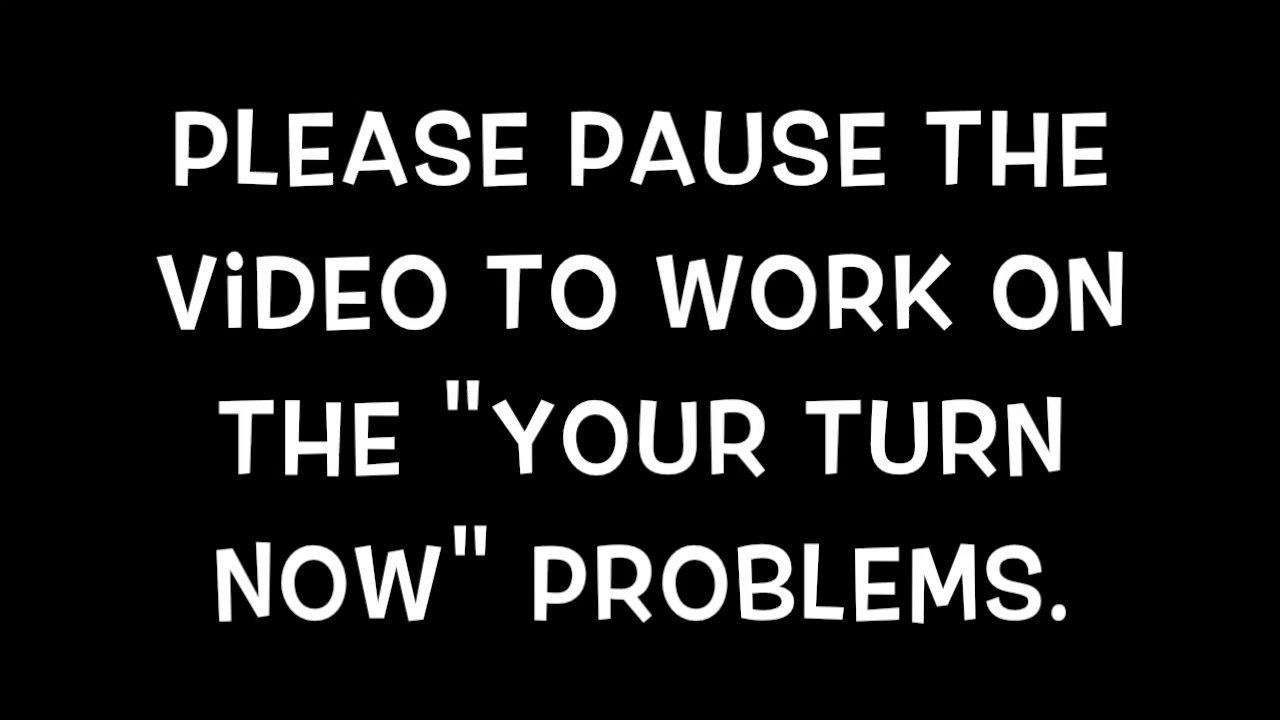 PLEASE PAUSE THE
ViDEO TO WORK ON
THE "YOUR TURN
NOW" PROBLEMS.